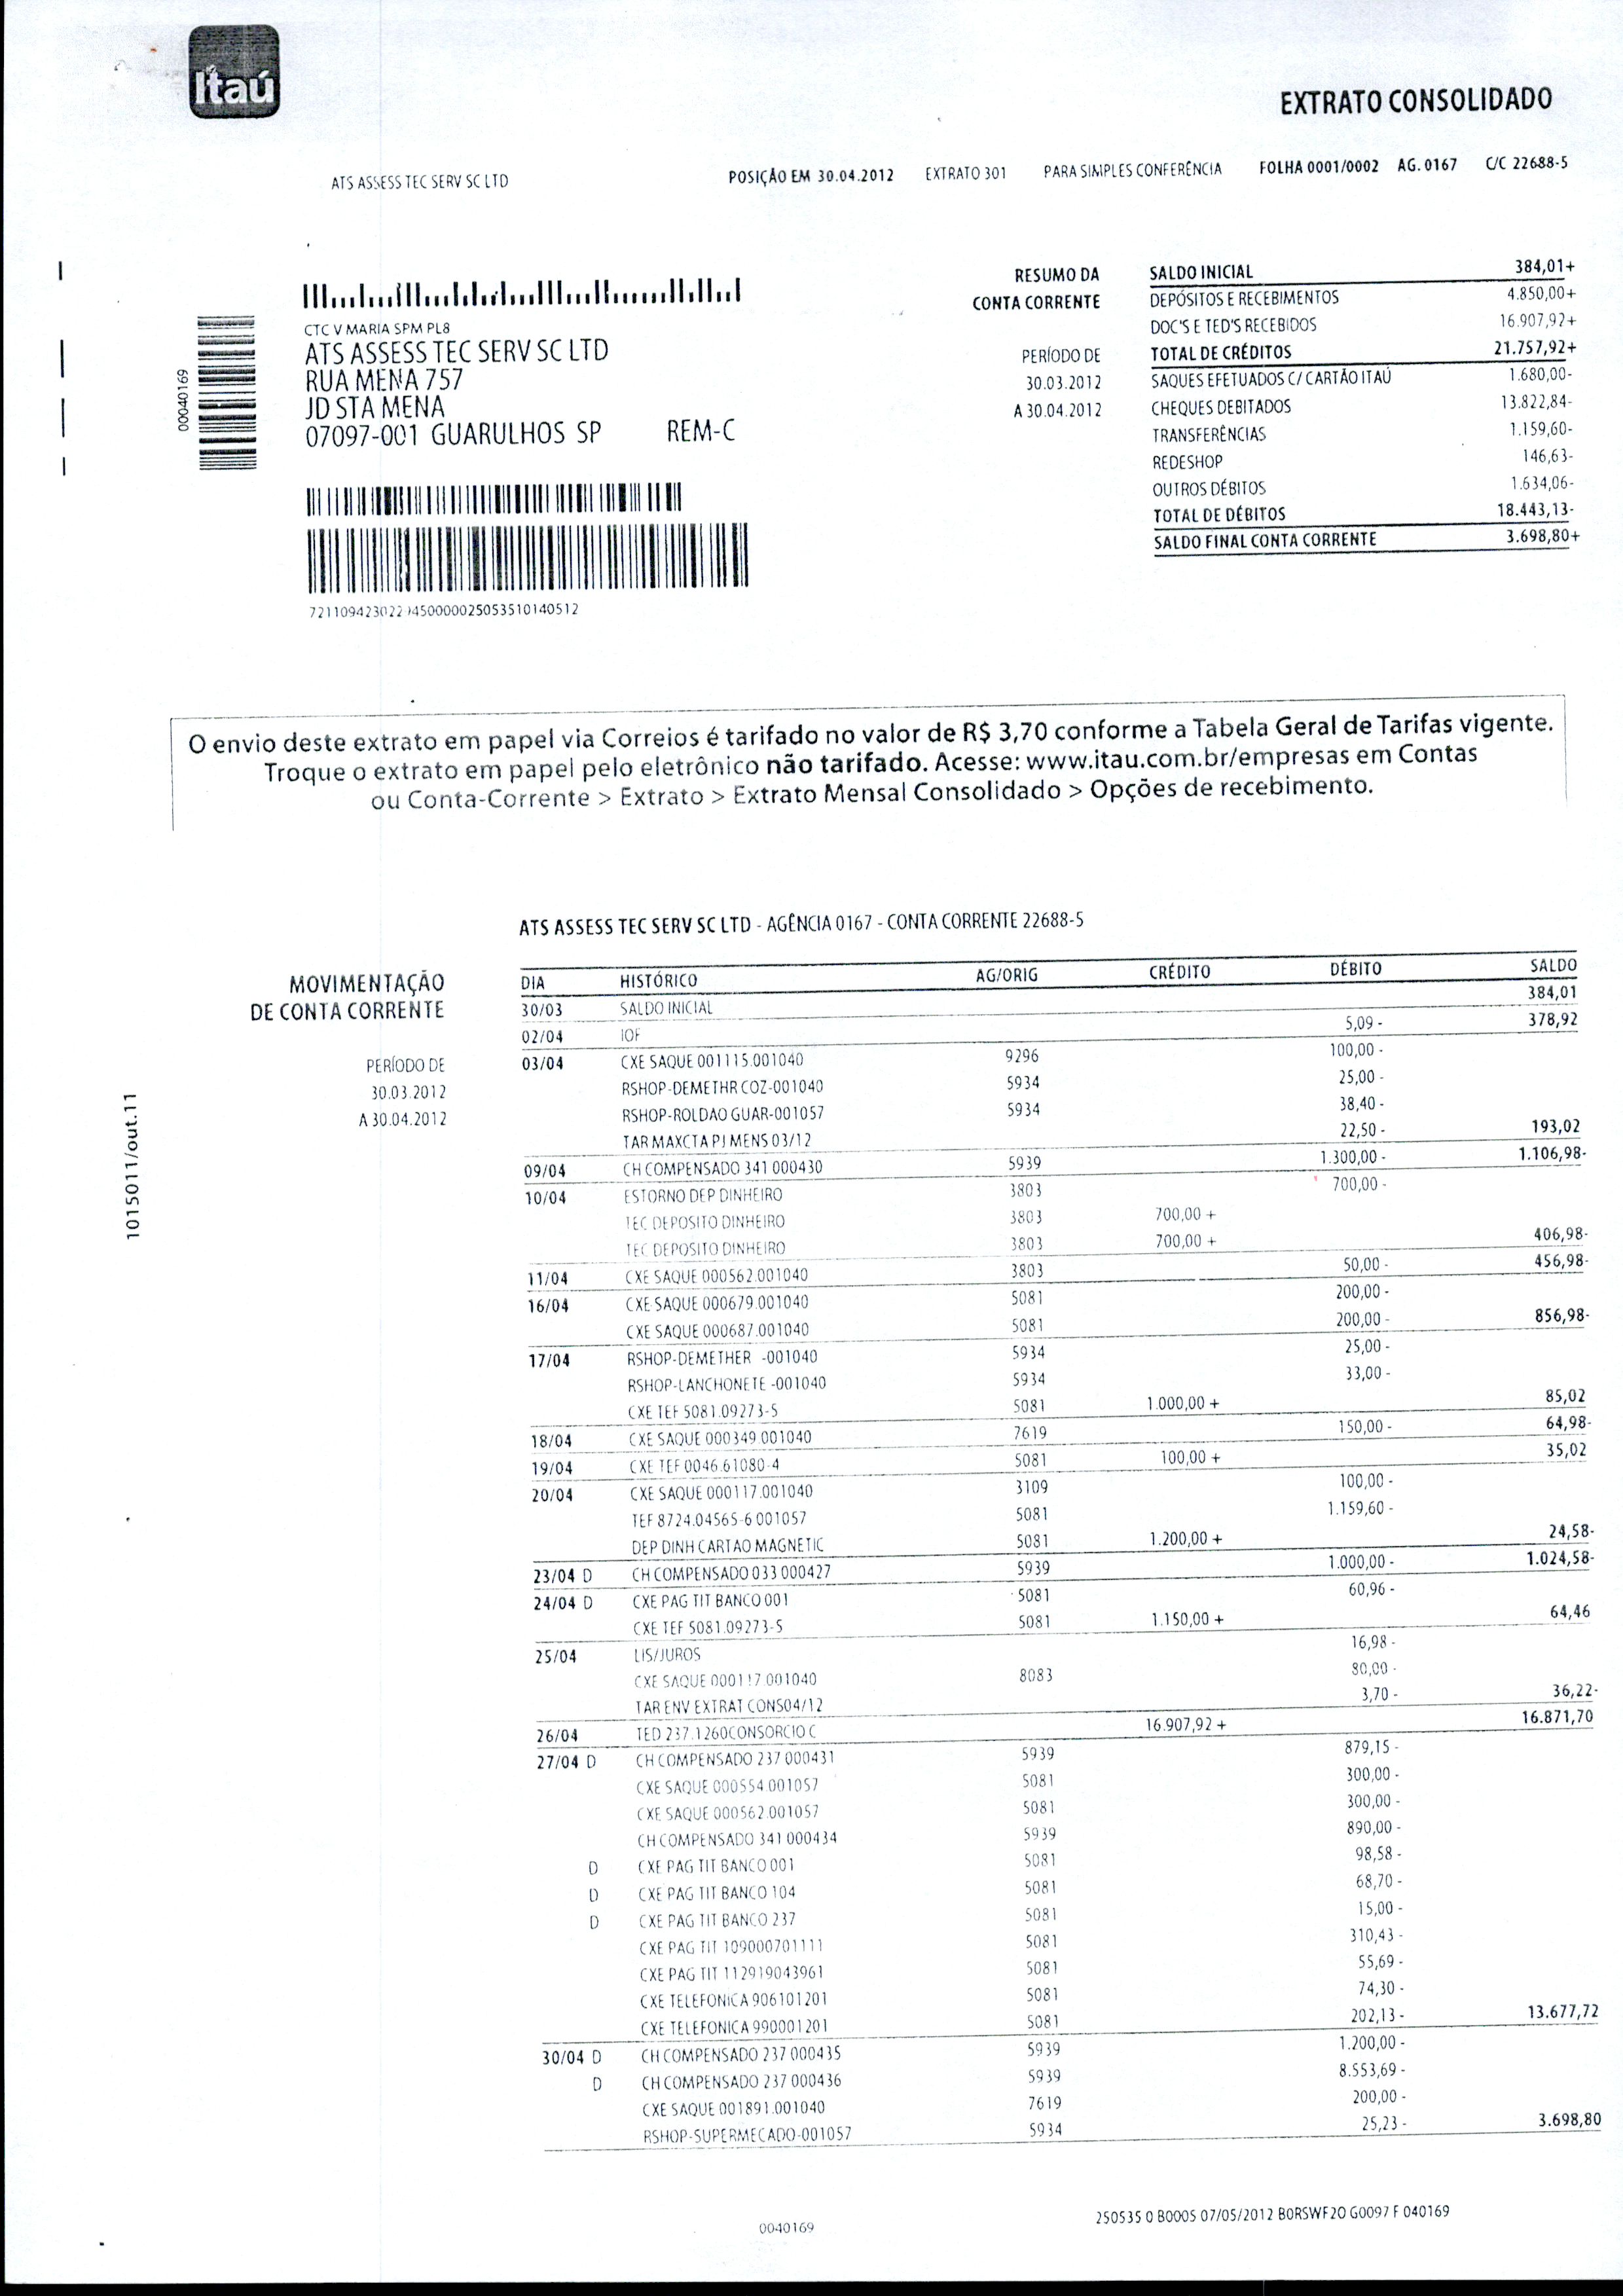 Itaú
EXTRATO CONSOLIDADO
ATS ASSESS TEC SERV SC LTD POSIÇÃO EM 30.04.2012 EXTRATO 301 PARA SIMPLES CONFERÊNCIA FOLHA 0001/0002 AG. 0167 C/C 22688-5
CTC V MARIA SPM PL8
ATS ASSESS TEC SERV SC LTD
RUA MENA 757
JD STA MENA
07097-001 GUARULHOS SP REM-C
00040169
721109423022 450000025053510140512
RESUMO DA
CONTA CORRENTE
PERÍODO DE
30.03.2012
A 30.04.2012
SALDO INICIAL 384,01+
DEPÓSITOS E RECEBIMENTOS 4.850,00+
DOC'S E TED'S RECEBIDOS 16.907,92+
TOTAL DE CRÉDITOS 21.757,92+
SAQUES EFETUADOS C/ CARTÃO ITAÚ 1.680,00-
CHEQUES DEBITADOS 13.822,84-
TRANSFERÊNCIAS 1.159,60-
REDESHOP 146,63-
OUTROS DÉBITOS 1.634,06-
TOTAL DE DÉBITOS 18.443,13-
SALDO FINAL CONTA CORRENTE 3.698,80+
O envio deste extrato em papel via Correios é tarifado no valor de R$ 3,70 conforme a Tabela Geral de Tarifas vigente.
Troque o extrato em papel pelo eletrônico não tarifado. Acesse: www.itau.com.br/empresas em Contas
ou Conta-Corrente > Extrato > Extrato Mensal Consolidado > Opções de recebimento.
ATS ASSESS TEC SERV SC LTD - AGÊNCIA 0167 - CONTA CORRENTE 22688-5
MOVIMENTAÇÃO
DE CONTA CORRENTE
PERÍODO DE
30.03.2012
A 30.04.2012
1015011/out.11
DIA HISTÓRICO AG/ORIG CRÉDITO DÉBITO SALDO
30/03 SALDO INICIAL 384,01
02/04 IOF 5,09 - 378,92
03/04 CXE SAQUE 001115.001040 9296 100,00 -
RSHOP-DEMETHR COZ-001040 5934 25,00 -
RSHOP-ROLDAO GUAR-001057 5934 38,40 -
TAR MAXCTA PJ MENS 03/12 22,50 - 193,02
09/04 CH COMPENSADO 341 000430 5939 1.300,00 - 1.106,98-
10/04 ESTORNO DEP DINHEIRO 3803 700,00 -
TEC DEPOSITO DINHEIRO 3803 700,00 +
TEC DEPOSITO DINHEIRO 3803 700,00 + 406,98-
11/04 CXE SAQUE 000562.001040 3803 50,00 - 456,98-
16/04 CXE SAQUE 000679.001040 5081 200,00 -
CXE SAQUE 000687.001040 5081 200,00 - 856,98-
17/04 RSHOP-DEMETHER -001040 5934 25,00 -
RSHOP-LANCHONETE -001040 5934 33,00 -
CXE TEF 5081.09273-5 5081 1.000,00 + 85,02
18/04 CXE SAQUE 000349.001040 7619 150,00 - 64,98-
19/04 CXE TEF 0046.61080-4 5081 100,00 + 35,02
20/04 CXE SAQUE 000117.001040 3109 100,00 -
TEF 8724.04565-6 001057 5081 1.159,60 -
DEP DINH CARTAO MAGNETIC 5081 1.200,00 + 24,58-
23/04 D CH COMPENSADO 033 000427 5939 1.000,00 - 1.024,58-
24/04 D CXE PAG TIT BANCO 001 5081 60,96 -
CXE TEF 5081.09273-5 5081 1.150,00 + 64,46
25/04 LIS/JUROS 16,98 -
CXE SAQUE 000117.001040 8083 80,00 -
TAR ENV EXTRAT CONS04/12 3,70 - 36,22-
26/04 TED 237.1260CONSORCIO C 16.907,92 + 16.871,70
27/04 D CH COMPENSADO 237 000431 5939 879,15 -
CXE SAQUE 000554.001057 5081 300,00 -
CXE SAQUE 000562.001057 5081 300,00 -
CH COMPENSADO 341 000434 5939 890,00 -
D CXE PAG TIT BANCO 001 5081 98,58 -
D CXE PAG TIT BANCO 104 5081 68,70 -
D CXE PAG TIT BANCO 237 5081 15,00 -
CXE PAG TIT 109000701111 5081 310,43 -
CXE PAG TIT 112919043961 5081 55,69 -
CXE TELEFONICA 906101201 5081 74,30 -
CXE TELEFONICA 990001201 5081 202,13 - 13.677,72
30/04 D CH COMPENSADO 237 000435 5939 1.200,00 -
D CH COMPENSADO 237 000436 5939 8.553,69 -
CXE SAQUE 001891.001040 7619 200,00 -
RSHOP-SUPERMECADO-001057 5934 25,23 - 3.698,80
0040169
250535 0 B0005 07/05/2012 B0RSWF2O G0097 F 040169